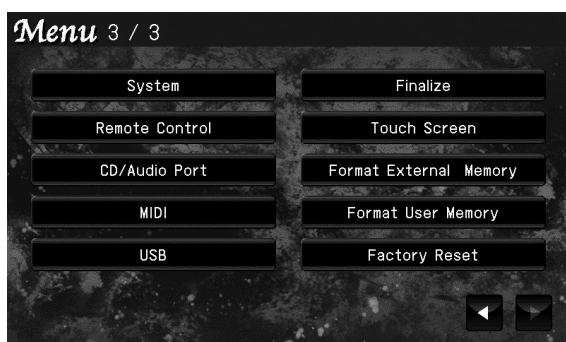 Menu 3 / 3
System
Remote Control
CD/Audio Port
MIDI
USB
Finalize
Touch Screen
Format External Memory
Format User Memory
Factory Reset